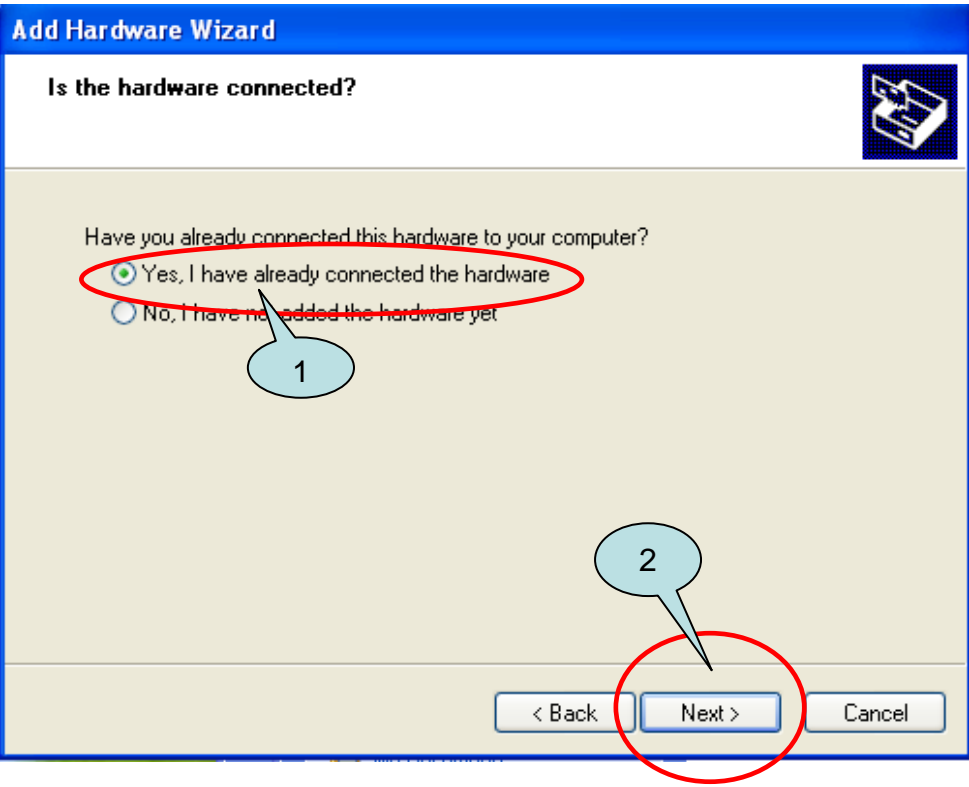 Add Hardware Wizard
Is the hardware connected?
Have you already connected this hardware to your computer?
Yes, I have already connected the hardware
No, I have not added the hardware yet
1
2
< Back Next > Cancel